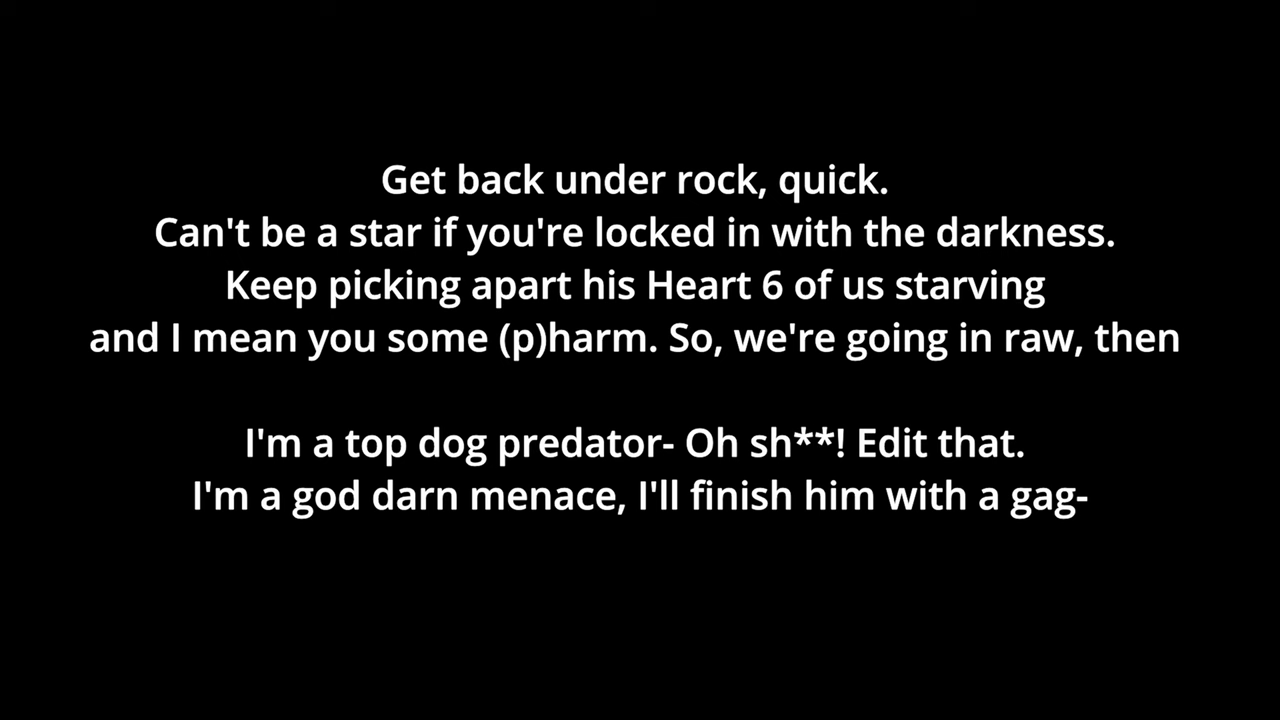 Get back under rock, quick.
Can't be a star if you're locked in with the darkness.
Keep picking apart his Heart 6 of us starving
and I mean you some (p)harm. So, we're going in raw, then
I'm a top dog predator- Oh sh**! Edit that.
I'm a god darn menace, I'll finish him with a gag-